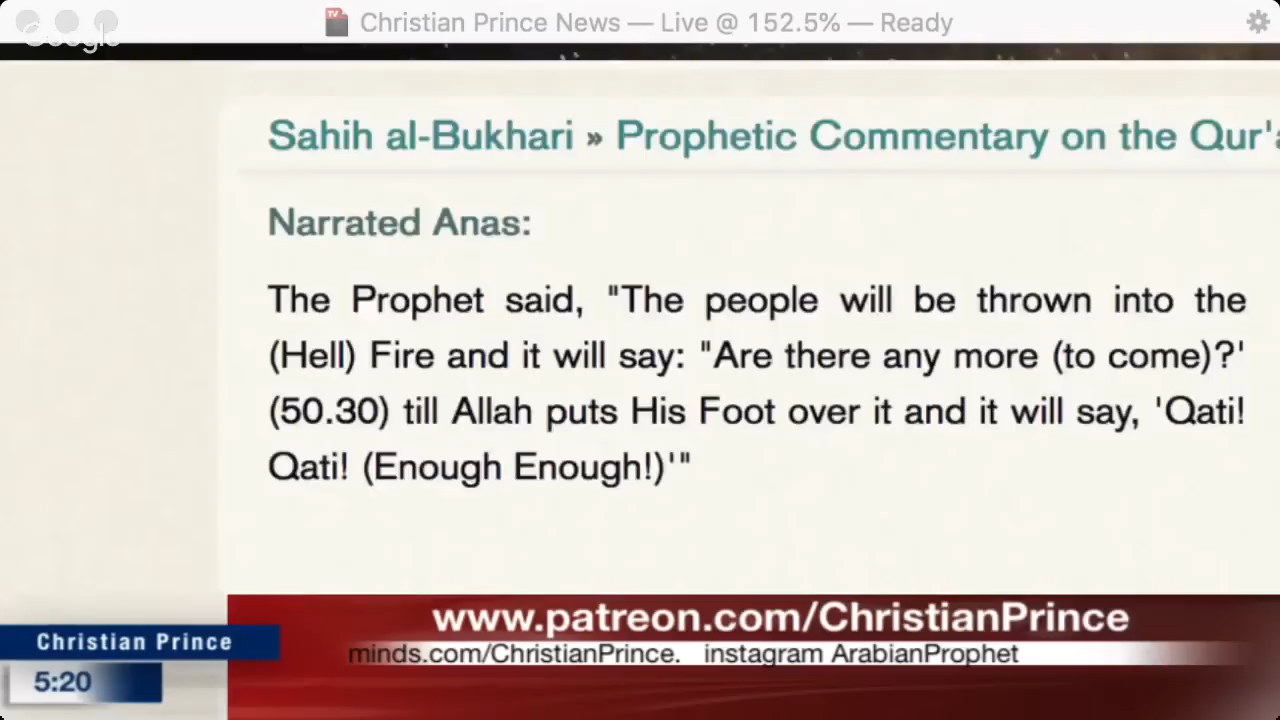 Christian Prince News — Live @ 152.5% — Ready
Google
Sahih al-Bukhari » Prophetic Commentary on the Qur'a
Narrated Anas:
The Prophet said, "The people will be thrown into the
(Hell) Fire and it will say: "Are there any more (to come)?'
(50.30) till Allah puts His Foot over it and it will say, 'Qati!
Qati! (Enough Enough!)'"
www.patreon.com/ChristianPrince
minds.com/ChristianPrince. instagram ArabianProphet
Christian Prince
5:20